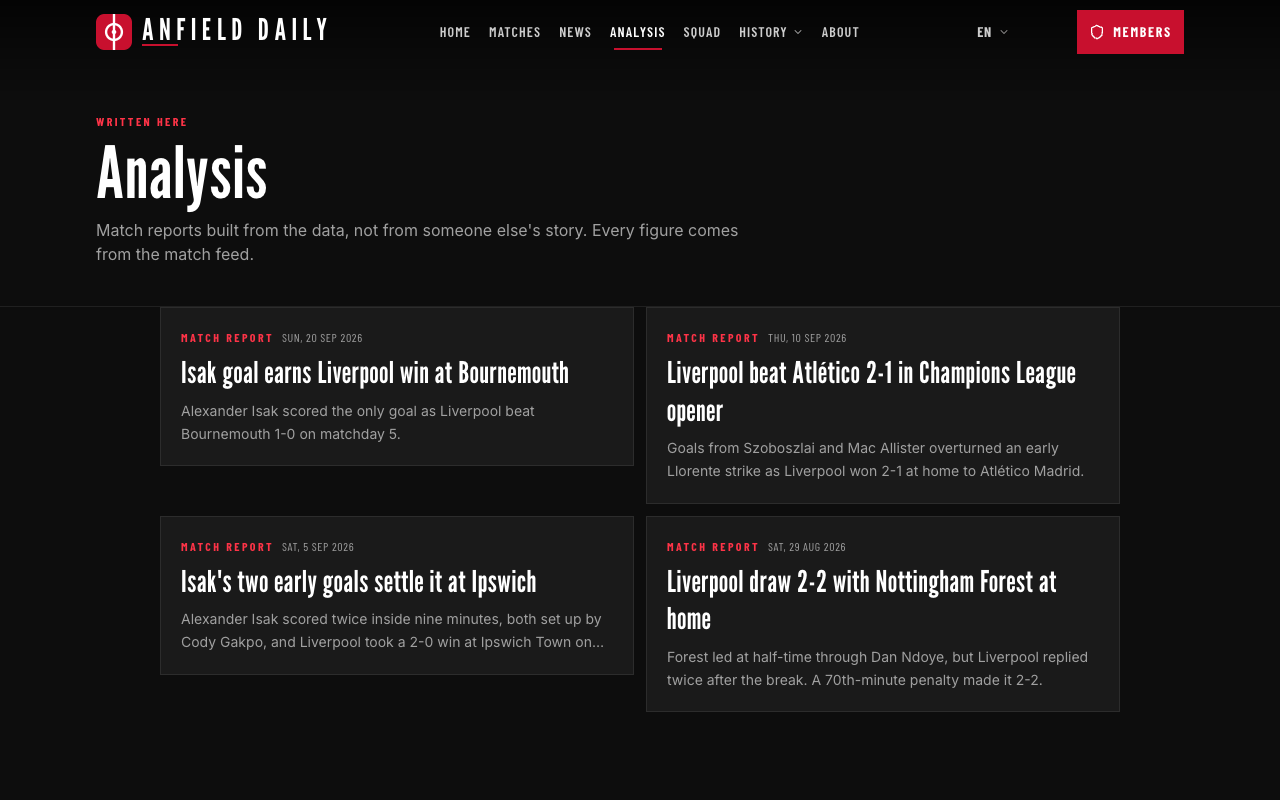 ANFIELD DAILY
HOME MATCHES NEWS ANALYSIS SQUAD HISTORY ABOUT
EN
MEMBERS
WRITTEN HERE
Analysis
Match reports built from the data, not from someone else's story. Every figure comes
from the match feed.
MATCH REPORT SUN, 20 SEP 2026
Isak goal earns Liverpool win at Bournemouth
Alexander Isak scored the only goal as Liverpool beat
Bournemouth 1-0 on matchday 5.
MATCH REPORT THU, 10 SEP 2026
Liverpool beat Atlético 2-1 in Champions League
opener
Goals from Szoboszlai and Mac Allister overturned an early
Llorente strike as Liverpool won 2-1 at home to Atlético Madrid.
MATCH REPORT SAT, 5 SEP 2026
Isak's two early goals settle it at Ipswich
Alexander Isak scored twice inside nine minutes, both set up by
Cody Gakpo, and Liverpool took a 2-0 win at Ipswich Town on...
MATCH REPORT SAT, 29 AUG 2026
Liverpool draw 2-2 with Nottingham Forest at
home
Forest led at half-time through Dan Ndoye, but Liverpool replied
twice after the break. A 70th-minute penalty made it 2-2.